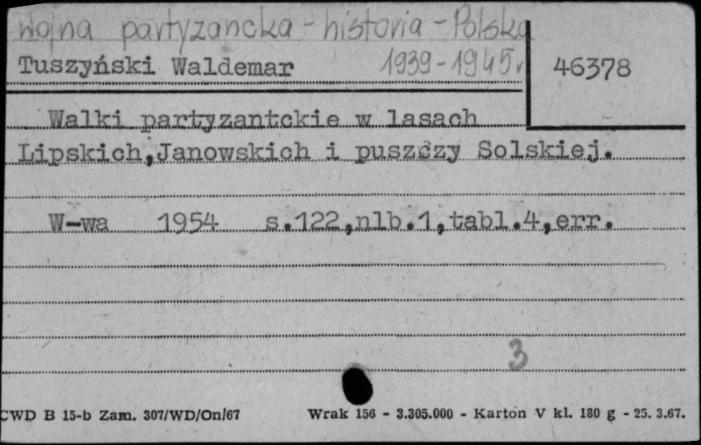 wojna partyzancka - historia - Polska
Tuszyński Waldemar 1939-1945r 46378
Walki partyzantckie w lasach
Lipskich,Janowskich i puszczy Solskiej.
W-wa 1954 s.122,nlb.1,tabl.4,err.
3
CWD B 15-b Zam. 307/WD/On/67 Wrak 156 - 3.305.000 - Karton V kl. 180 g - 25. 3.67.